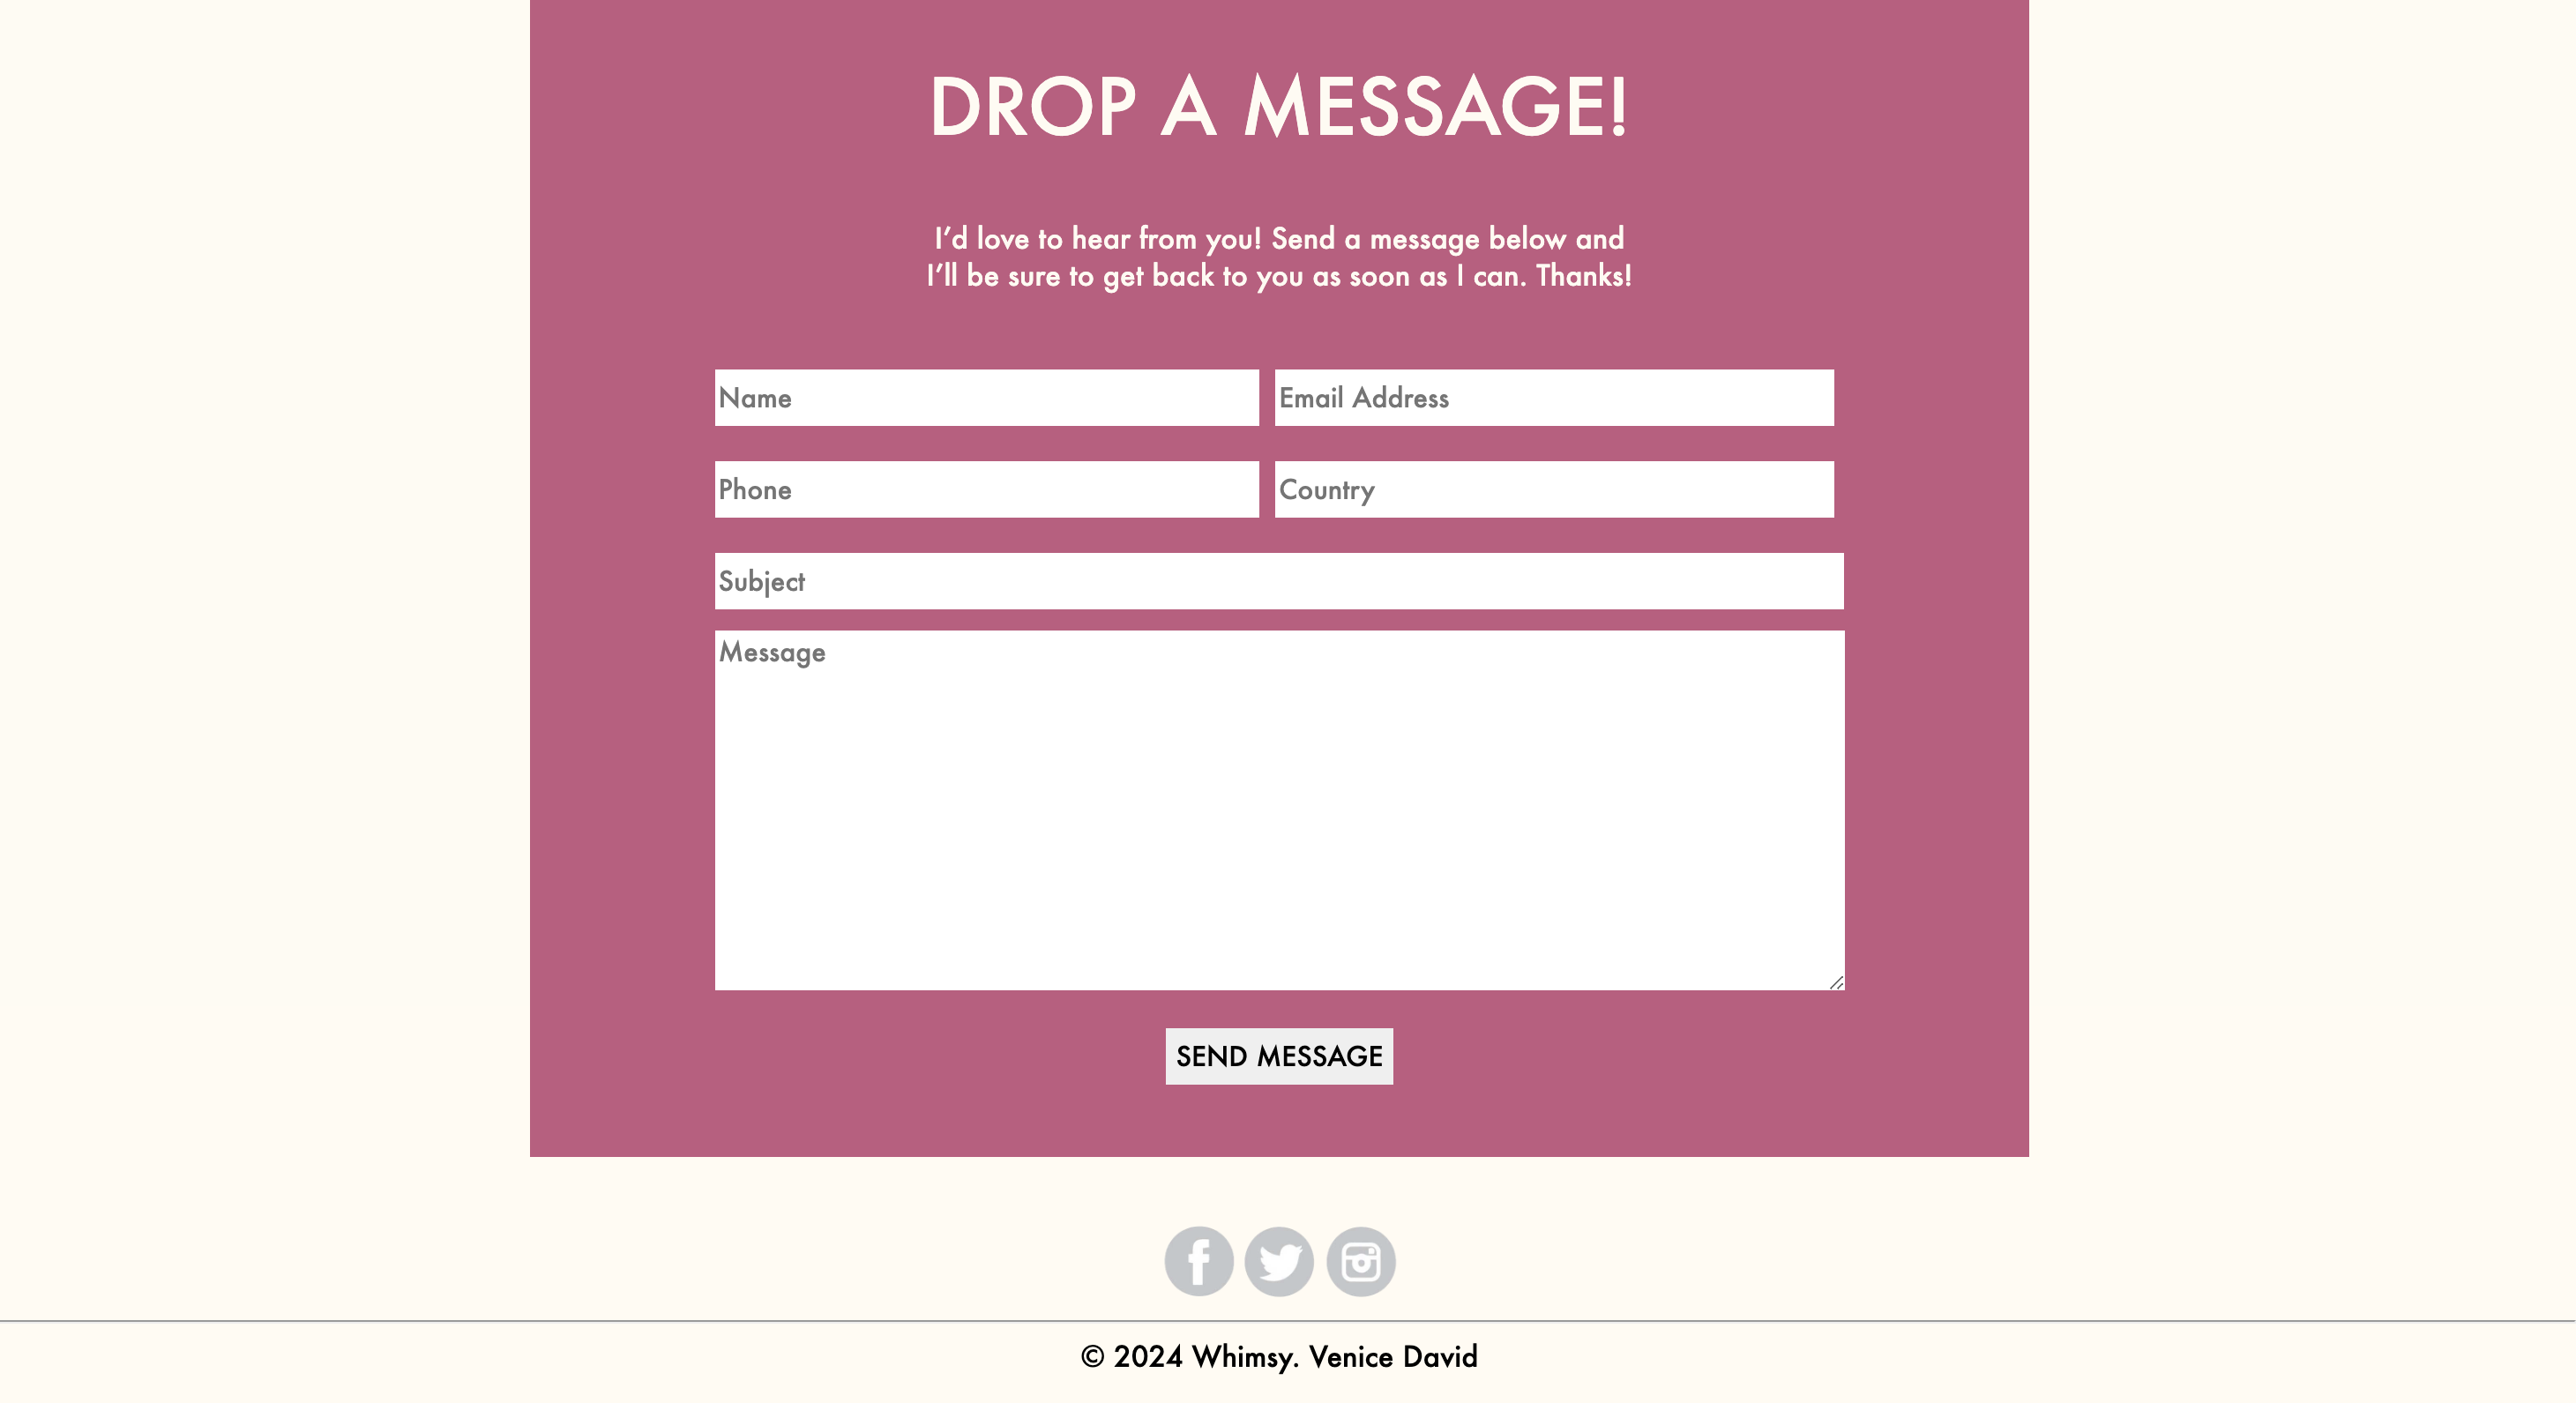 DROP A MESSAGE!
I’d love to hear from you! Send a message below and
I’ll be sure to get back to you as soon as I can. Thanks!
Name
Email Address
Phone
Country
Subject
Message
SEND MESSAGE
© 2024 Whimsy. Venice David